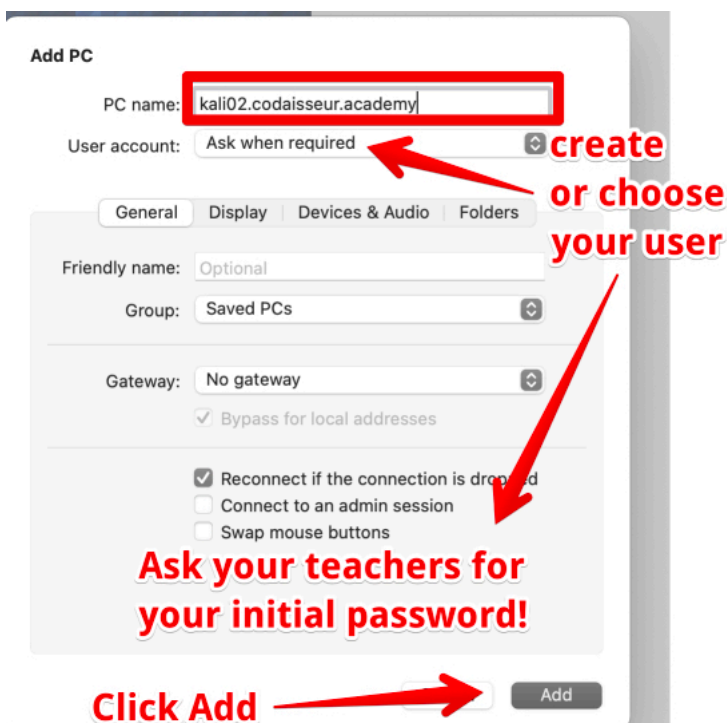 Add PC
PC name: kali02.codaisseur.academy
User account: Ask when required
create
or choose
your user
General Display Devices & Audio Folders
Friendly name: Optional
Group: Saved PCs
Gateway: No gateway
Bypass for local addresses
Reconnect if the connection is dropped
Connect to an admin session
Swap mouse buttons
Ask your teachers for
your initial password!
Click Add
Add